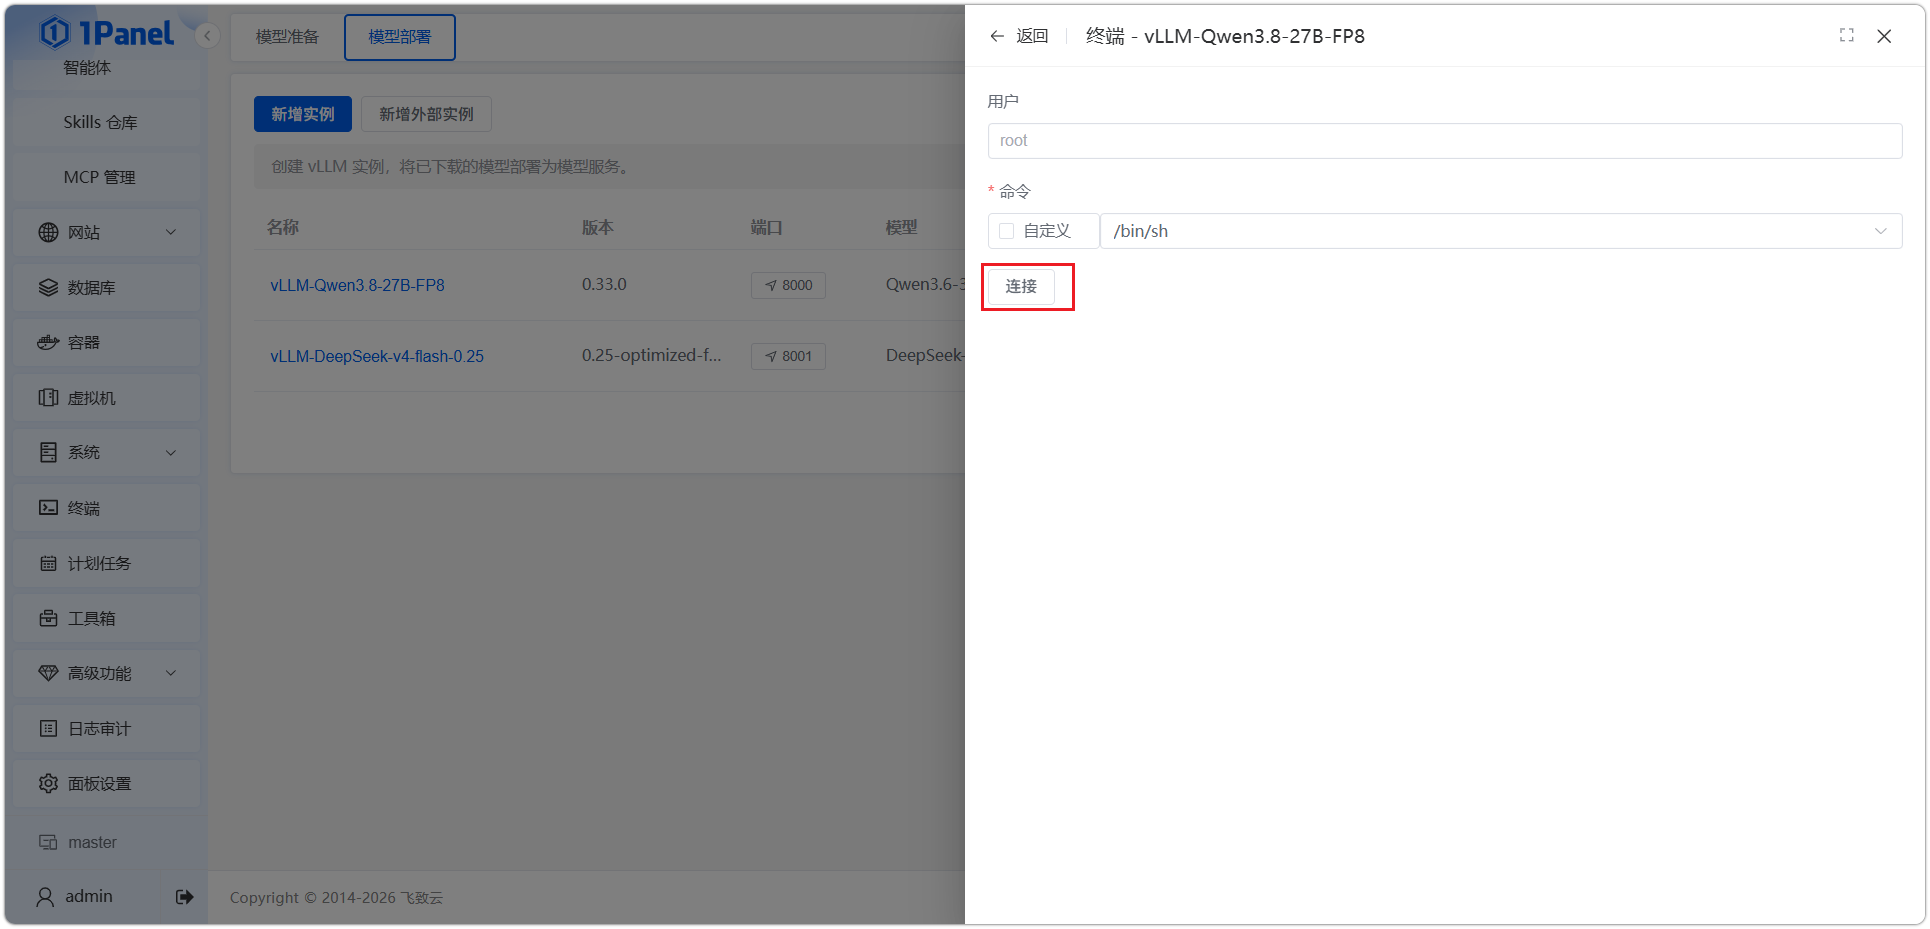 1Panel
智能体
Skills 仓库
MCP 管理
网站
数据库
容器
虚拟机
系统
终端
计划任务
工具箱
高级功能
日志审计
面板设置
master
admin
模型准备
模型部署
新增实例
新增外部实例
创建 vLLM 实例，将已下载的模型部署为模型服务。
名称 版本 端口 模型
vLLM-Qwen3.8-27B-FP8 0.33.0 8000 Qwen3.6-3
vLLM-DeepSeek-v4-flash-0.25 0.25-optimized-f... 8001 DeepSeek-
Copyright © 2014-2026 飞致云
返回 终端 - vLLM-Qwen3.8-27B-FP8
用户
root
* 命令
自定义 /bin/sh
连接